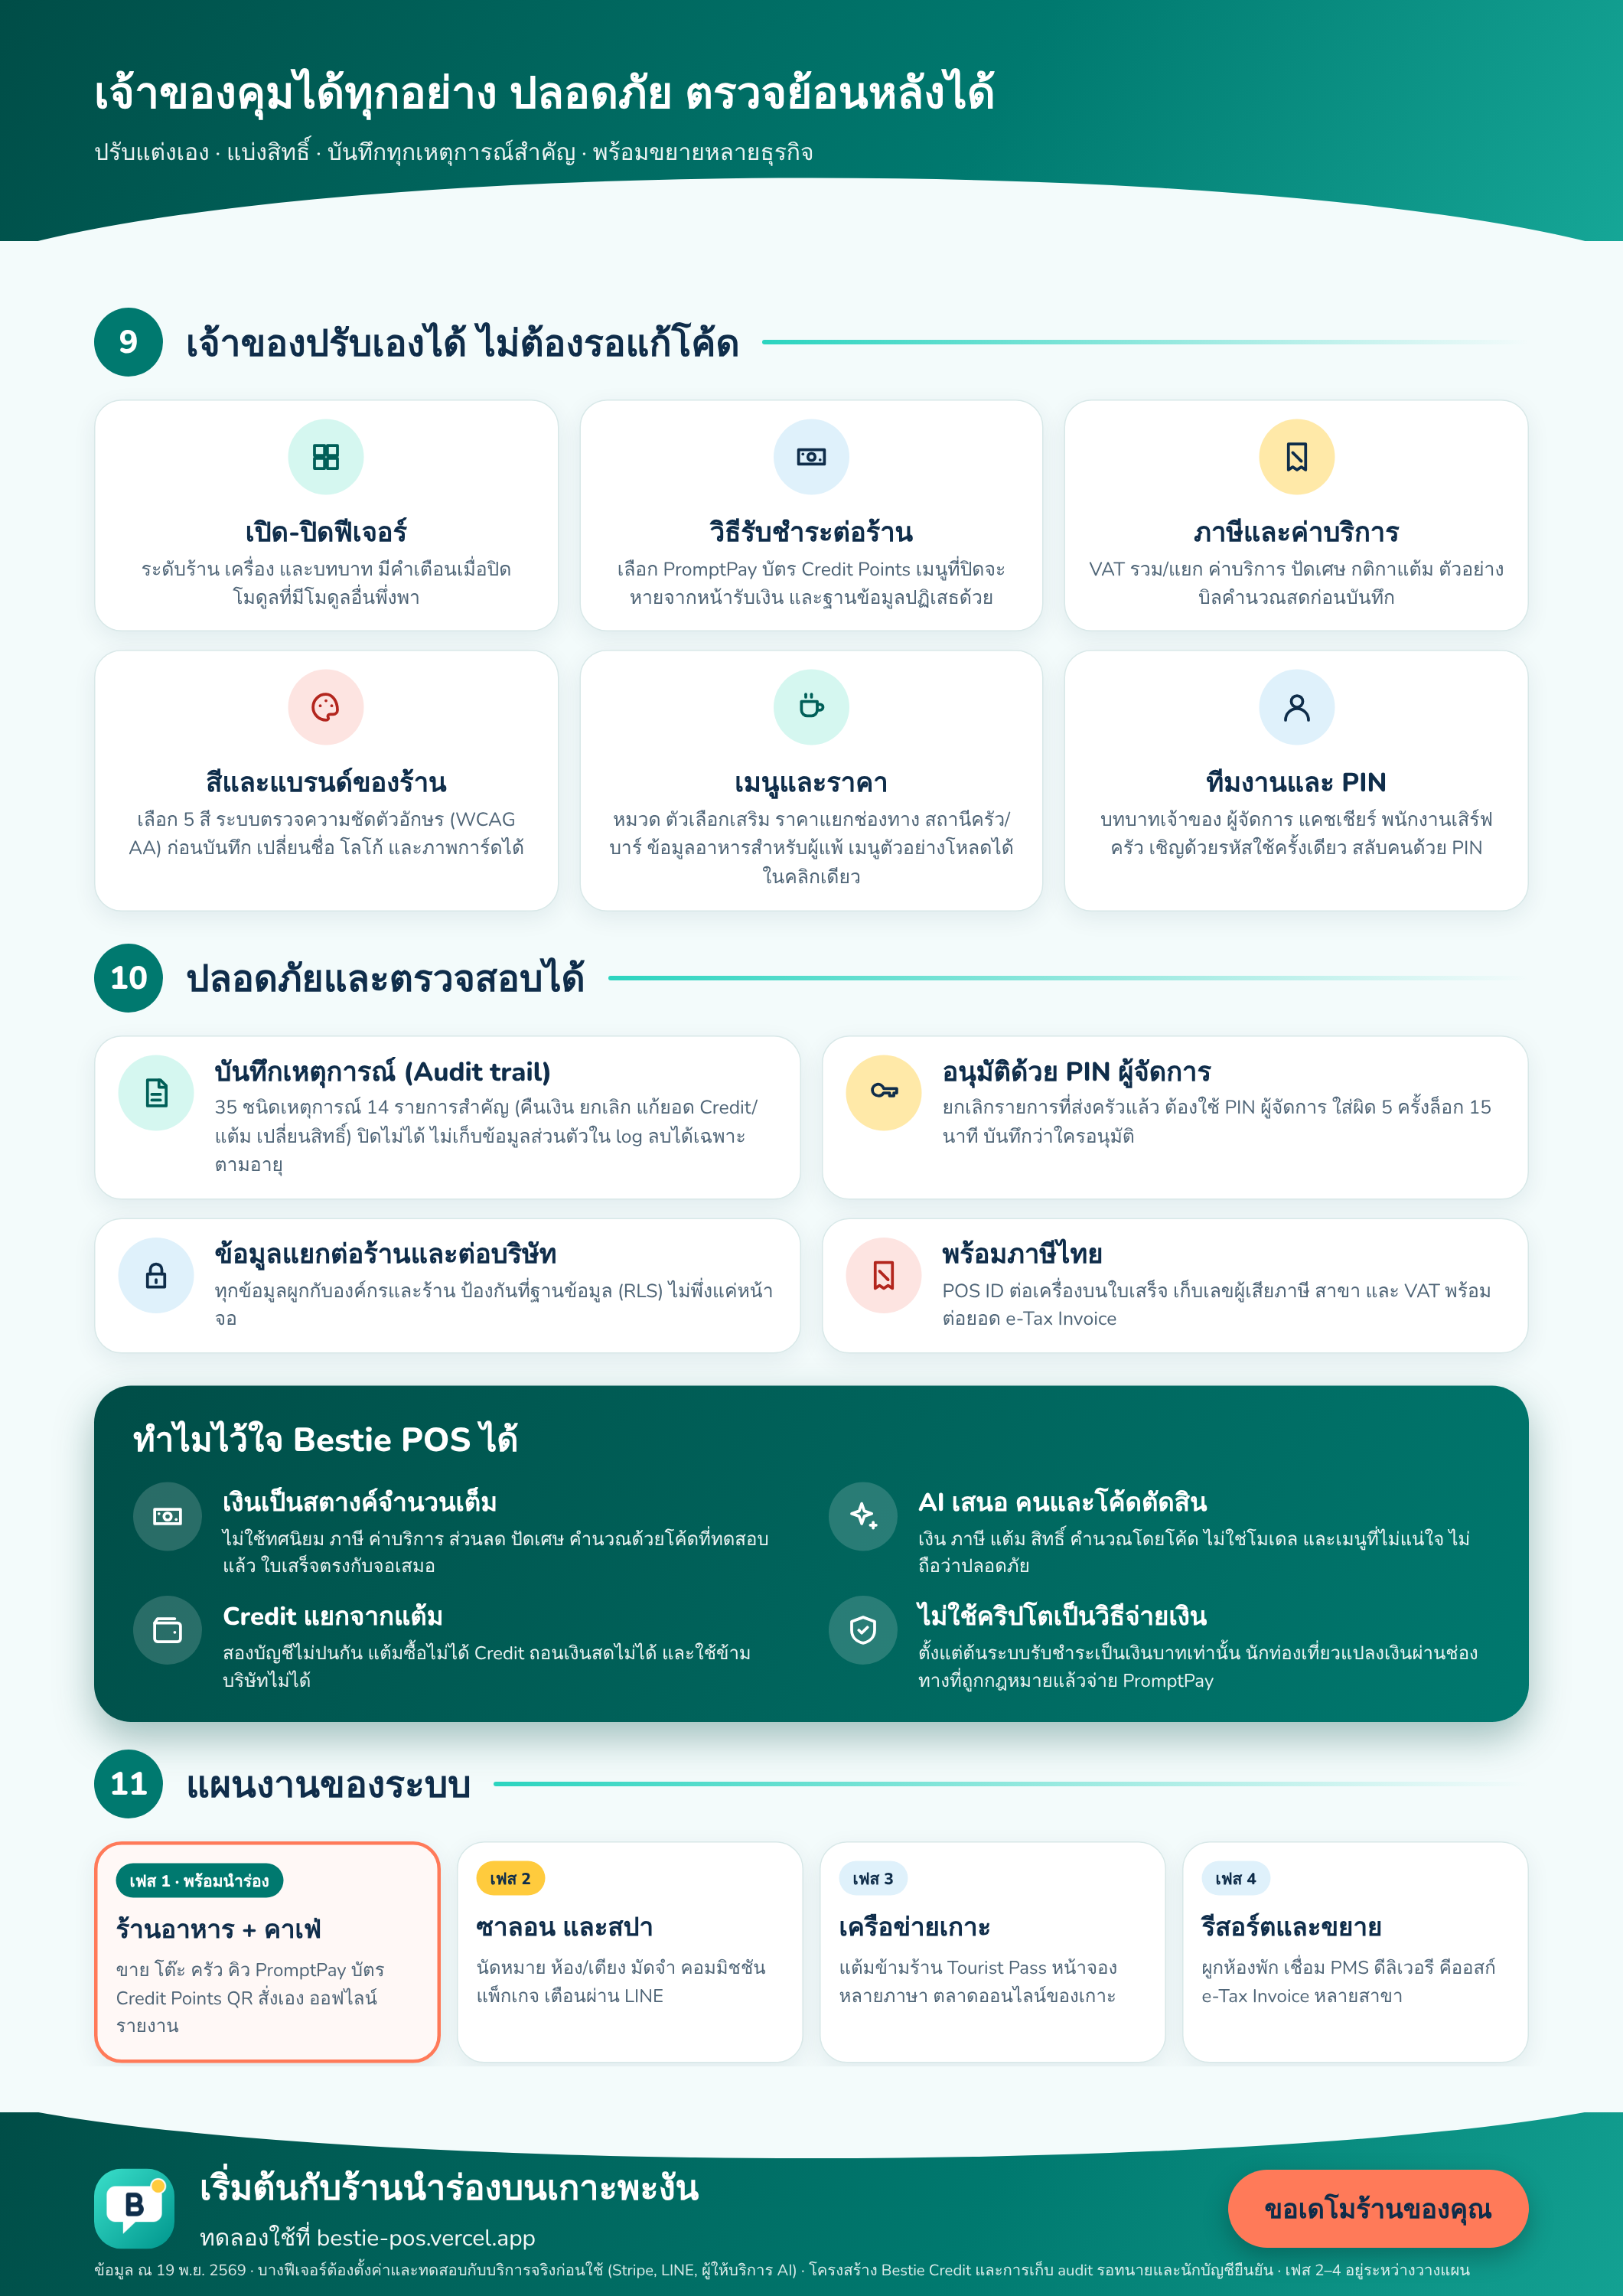 เจ้าของคุมได้ทุกอย่าง ปลอดภัย ตรวจย้อนหลังได้
ปรับแต่งเอง · แบ่งสิทธิ์ · บันทึกทุกเหตุการณ์สำคัญ · พร้อมขยายหลายธุรกิจ
9 เจ้าของปรับเองได้ ไม่ต้องรอแก้โค้ด
เปิด-ปิดฟีเจอร์
ระดับร้าน เครื่อง และบทบาท มีคำเตือนเมื่อปิด
โมดูลที่มีโมดูลอื่นพึ่งพา
วิธีรับชำระต่อร้าน
เลือก PromptPay บัตร Credit Points เมนูที่ปิดจะ
หายจากหน้ารับเงิน และฐานข้อมูลปฏิเสธด้วย
ภาษีและค่าบริการ
VAT รวม/แยก ค่าบริการ ปัดเศษ กติกาแต้ม ตัวอย่าง
บิลคำนวณสดก่อนบันทึก
สีและแบรนด์ของร้าน
เลือก 5 สี ระบบตรวจความชัดตัวอักษร (WCAG
AA) ก่อนบันทึก เปลี่ยนชื่อ โลโก้ และภาพการ์ดได้
เมนูและราคา
หมวด ตัวเลือกเสริม ราคาแยกช่องทาง สถานีครัว/
บาร์ ข้อมูลอาหารสำหรับผู้แพ้ เมนูตัวอย่างโหลดได้
ในคลิกเดียว
ทีมงานและ PIN
บทบาทเจ้าของ ผู้จัดการ แคชเชียร์ พนักงานเสิร์ฟ
ครัว เชิญด้วยรหัสใช้ครั้งเดียว สลับคนด้วย PIN
10 ปลอดภัยและตรวจสอบได้
บันทึกเหตุการณ์ (Audit trail)
35 ชนิดเหตุการณ์ 14 รายการสำคัญ (คืนเงิน ยกเลิก แก้ยอด Credit/
แต้ม เปลี่ยนสิทธิ์) ปิดไม่ได้ ไม่เก็บข้อมูลส่วนตัวใน log ลบได้เฉพาะ
ตามอายุ
อนุมัติด้วย PIN ผู้จัดการ
ยกเลิกรายการที่ส่งครัวแล้ว ต้องใช้ PIN ผู้จัดการ ใส่ผิด 5 ครั้งล็อก 15
นาที บันทึกว่าใครอนุมัติ
ข้อมูลแยกต่อร้านและต่อบริษัท
ทุกข้อมูลผูกกับองค์กรและร้าน ป้องกันที่ฐานข้อมูล (RLS) ไม่พึ่งแค่หน้า
จอ
พร้อมภาษีไทย
POS ID ต่อเครื่องบนใบเสร็จ เก็บเลขผู้เสียภาษี สาขา และ VAT พร้อม
ต่อยอด e-Tax Invoice
ทำไมไว้ใจ Bestie POS ได้
เงินเป็นสตางค์จำนวนเต็ม
ไม่ใช้ทศนิยม ภาษี ค่าบริการ ส่วนลด ปัดเศษ คำนวณด้วยโค้ดที่ทดสอบ
แล้ว ใบเสร็จตรงกับจอเสมอ
AI เสนอ คนและโค้ดตัดสิน
เงิน ภาษี แต้ม สิทธิ์ คำนวณโดยโค้ด ไม่ใช่โมเดล และเมนูที่ไม่แน่ใจ ไม่
ถือว่าปลอดภัย
Credit แยกจากแต้ม
สองบัญชีไม่ปนกัน แต้มซื้อไม่ได้ Credit ถอนเงินสดไม่ได้ และใช้ข้าม
บริษัทไม่ได้
ไม่ใช้คริปโตเป็นวิธีจ่ายเงิน
ตั้งแต่ต้นระบบรับชำระเป็นเงินบาทเท่านั้น นักท่องเที่ยวแปลงเงินผ่านช่อง
ทางที่ถูกกฎหมายแล้วจ่าย PromptPay
11 แผนงานของระบบ
เฟส 1 · พร้อมนำร่อง
ร้านอาหาร + คาเฟ่
ขาย โต๊ะ ครัว คิว PromptPay บัตร
Credit Points QR สั่งเอง ออฟไลน์
รายงาน
เฟส 2
ซาลอน และสปา
นัดหมาย ห้อง/เตียง มัดจำ คอมมิชชัน
แพ็กเกจ เตือนผ่าน LINE
เฟส 3
เครือข่ายเกาะ
แต้มข้ามร้าน Tourist Pass หน้าจอง
หลายภาษา ตลาดออนไลน์ของเกาะ
เฟส 4
รีสอร์ตและขยาย
ผูกห้องพัก เชื่อม PMS ดีลิเวอรี คีออสก์
e-Tax Invoice หลายสาขา
B
เริ่มต้นกับร้านนำร่องบนเกาะพะงัน
ทดลองใช้ที่ bestie-pos.vercel.app
ขอเดโมร้านของคุณ
ข้อมูล ณ 19 พ.ย. 2569 · บางฟีเจอร์ต้องตั้งค่าและทดสอบกับบริการจริงก่อนใช้ (Stripe, LINE, ผู้ให้บริการ AI) · โครงสร้าง Bestie Credit และการเก็บ audit รอทนายและนักบัญชียืนยัน · เฟส 2–4 อยู่ระหว่างวางแผน